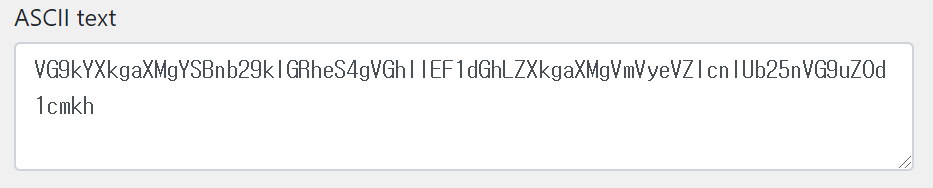 ASCII text
VG9kYXkgaXMgYSBnb29kIGRheS4gVGhlIEF1dGhLZXkgaXMgVmVyeVZlcnlUb25nVG9uZ0d
1cmkh